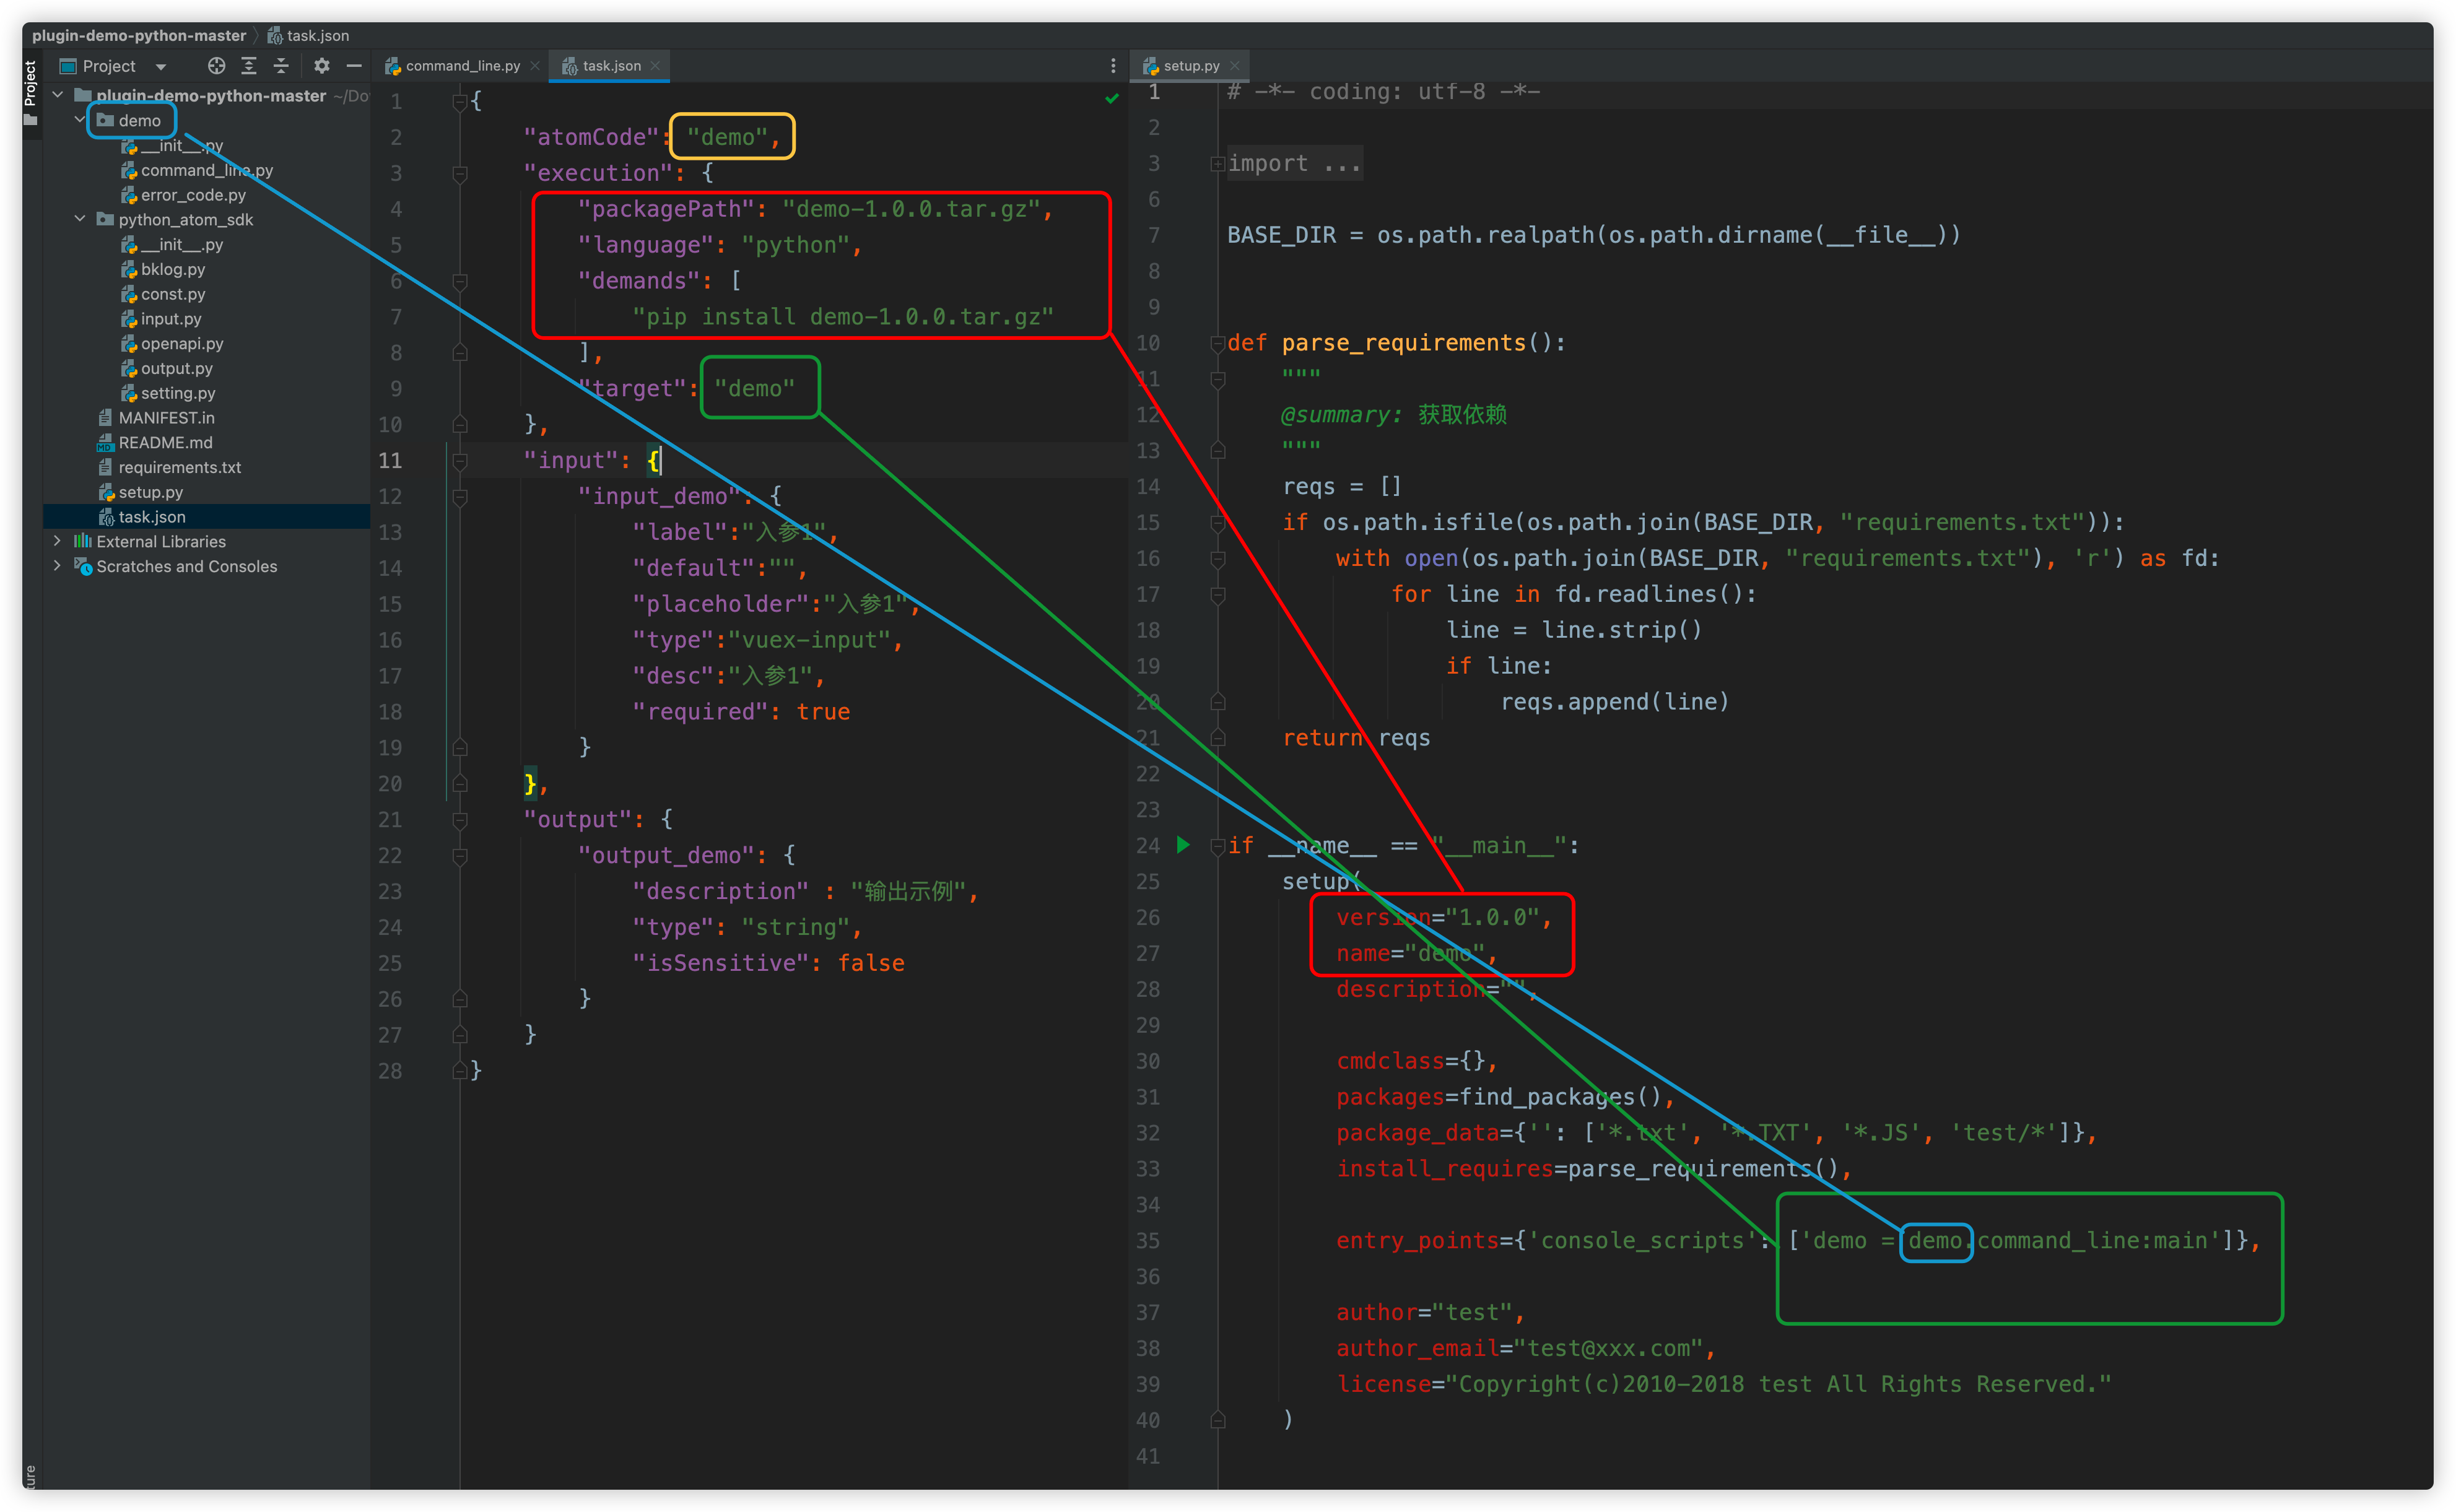 plugin-demo-python-master
task.json
Project
Project
command_line.py
task.json
setup.py
plugin-demo-python-master ~/Do
demo
__init__.py
command_line.py
error_code.py
python_atom_sdk
__init__.py
bklog.py
const.py
input.py
openapi.py
output.py
setting.py
MANIFEST.in
README.md
requirements.txt
setup.py
task.json
External Libraries
Scratches and Consoles
1 {
2 "atomCode": "demo",
3 "execution": {
4 "packagePath": "demo-1.0.0.tar.gz",
5 "language": "python",
6 "demands": [
7 "pip install demo-1.0.0.tar.gz"
8 ],
9 "target": "demo"
10 },
11 "input": {
12 "input_demo": {
13 "label":"入参1",
14 "default":"",
15 "placeholder":"入参1",
16 "type":"vuex-input",
17 "desc":"入参1",
18 "required": true
19 }
20 },
21 "output": {
22 "output_demo": {
23 "description" : "输出示例",
24 "type": "string",
25 "isSensitive": false
26 }
27 }
28 }
1 # -*- coding: utf-8 -*-
2
3 import ...
6
7 BASE_DIR = os.path.realpath(os.path.dirname(__file__))
8
9
10 def parse_requirements():
11 """
12 @summary: 获取依赖
13 """
14 reqs = []
15 if os.path.isfile(os.path.join(BASE_DIR, "requirements.txt")):
16 with open(os.path.join(BASE_DIR, "requirements.txt"), 'r') as fd:
17 for line in fd.readlines():
18 line = line.strip()
19 if line:
20 reqs.append(line)
21 return reqs
22
23
24 if __name__ == "__main__":
25 setup(
26 version="1.0.0",
27 name="demo",
28 description="",
29
30 cmdclass={},
31 packages=find_packages(),
32 package_data={'': ['*.txt', '*.TXT', '*.JS', 'test/*']},
33 install_requires=parse_requirements(),
34
35 entry_points={'console_scripts': ['demo = demo.command_line:main']},
36
37 author="test",
38 author_email="test@xxx.com",
39 license="Copyright(c)2010-2018 test All Rights Reserved."
40 )
41